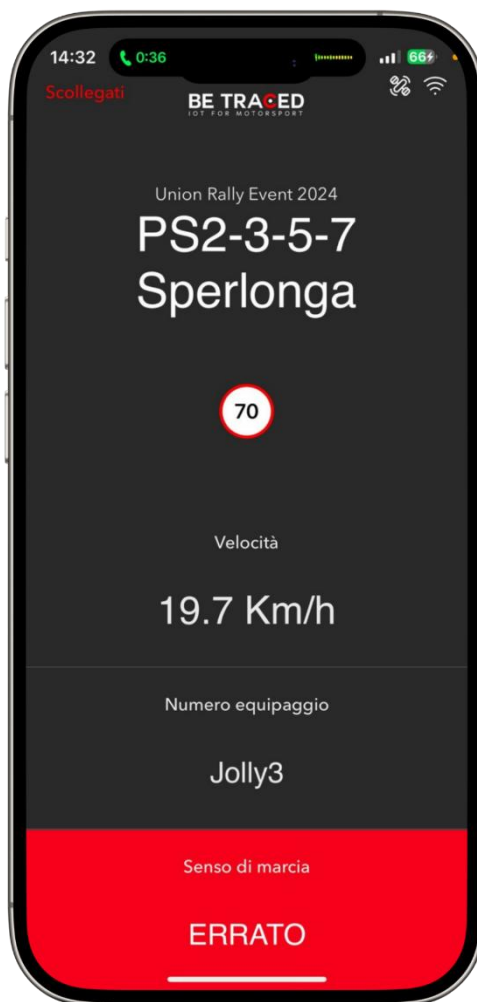 14:32
0:36
66
Scollegati
BE TRACED
IOT FOR MOTORSPORT
Union Rally Event 2024
PS2-3-5-7
Sperlonga
70
Velocità
19.7 Km/h
Numero equipaggio
Jolly3
Senso di marcia
ERRATO